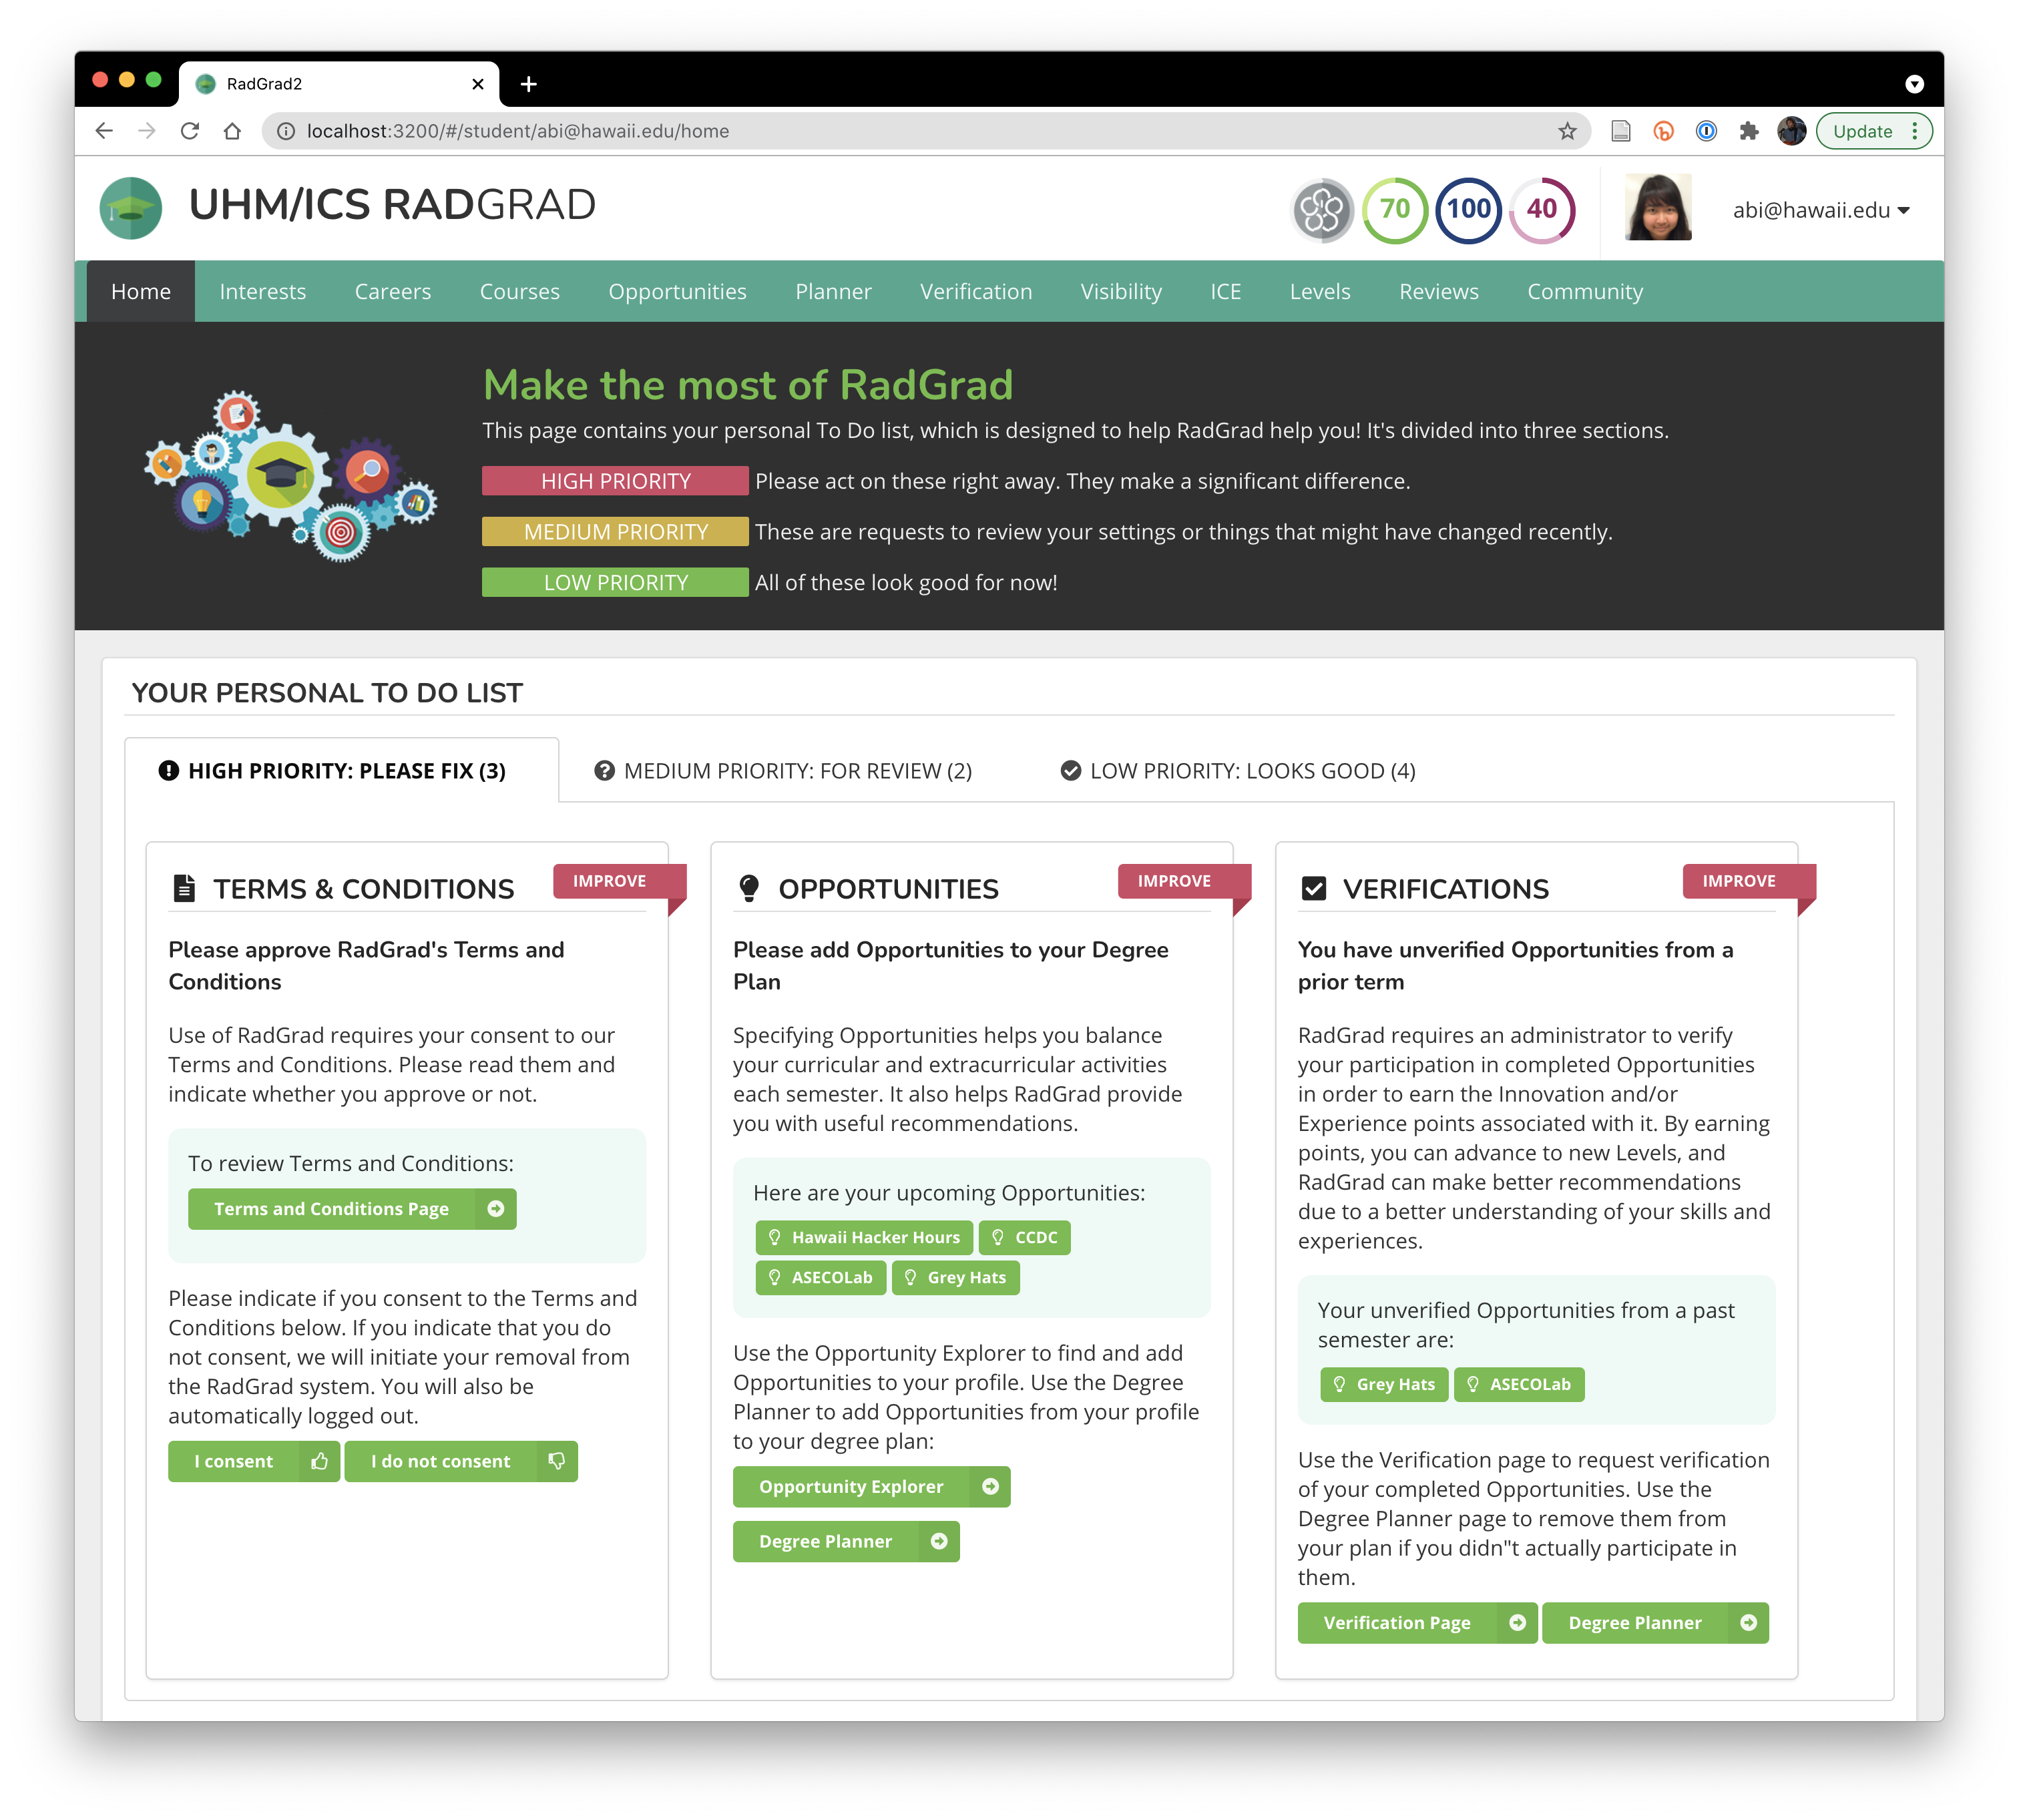 RadGrad2
localhost:3200/#/student/abi@hawaii.edu/home
Update
UHM/ICS RADGRAD
70
100
40
abi@hawaii.edu
Home
Interests
Careers
Courses
Opportunities
Planner
Verification
Visibility
ICE
Levels
Reviews
Community
Make the most of RadGrad
This page contains your personal To Do list, which is designed to help RadGrad help you! It's divided into three sections.
HIGH PRIORITY Please act on these right away. They make a significant difference.
MEDIUM PRIORITY These are requests to review your settings or things that might have changed recently.
LOW PRIORITY All of these look good for now!
YOUR PERSONAL TO DO LIST
HIGH PRIORITY: PLEASE FIX (3)
MEDIUM PRIORITY: FOR REVIEW (2)
LOW PRIORITY: LOOKS GOOD (4)
TERMS & CONDITIONS
IMPROVE
Please approve RadGrad's Terms and
Conditions
Use of RadGrad requires your consent to our
Terms and Conditions. Please read them and
indicate whether you approve or not.
To review Terms and Conditions:
Terms and Conditions Page
Please indicate if you consent to the Terms and
Conditions below. If you indicate that you do
not consent, we will initiate your removal from
the RadGrad system. You will also be
automatically logged out.
I consent
I do not consent
OPPORTUNITIES
IMPROVE
Please add Opportunities to your Degree
Plan
Specifying Opportunities helps you balance
your curricular and extracurricular activities
each semester. It also helps RadGrad provide
you with useful recommendations.
Here are your upcoming Opportunities:
Hawaii Hacker Hours
CCDC
ASECOLab
Grey Hats
Use the Opportunity Explorer to find and add
Opportunities to your profile. Use the Degree
Planner to add Opportunities from your profile
to your degree plan:
Opportunity Explorer
Degree Planner
VERIFICATIONS
IMPROVE
You have unverified Opportunities from a
prior term
RadGrad requires an administrator to verify
your participation in completed Opportunities
in order to earn the Innovation and/or
Experience points associated with it. By earning
points, you can advance to new Levels, and
RadGrad can make better recommendations
due to a better understanding of your skills and
experiences.
Your unverified Opportunities from a past
semester are:
Grey Hats
ASECOLab
Use the Verification page to request verification
of your completed Opportunities. Use the
Degree Planner page to remove them from
your plan if you didn"t actually participate in
them.
Verification Page
Degree Planner